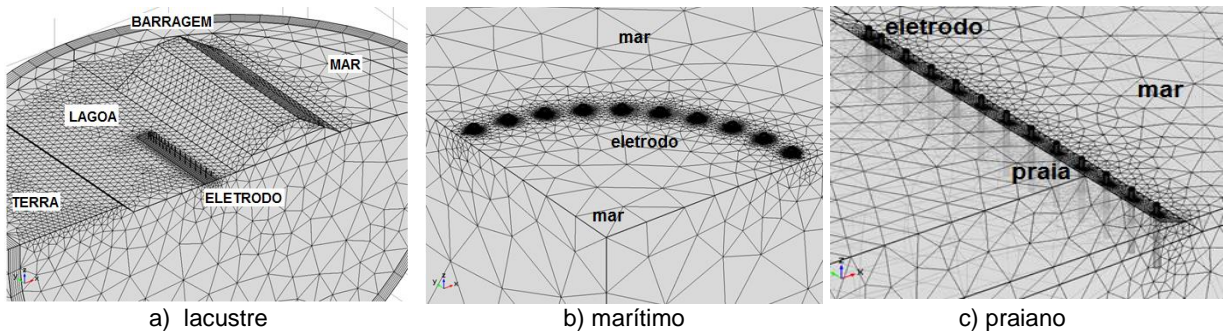 BARRAGEM
MAR
LAGOA
TERRA
ELETRODO
y z x
a) lacustre
mar
eletrodo
mar
y z x
b) marítimo
eletrodo
mar
praia
y z x
c) praiano